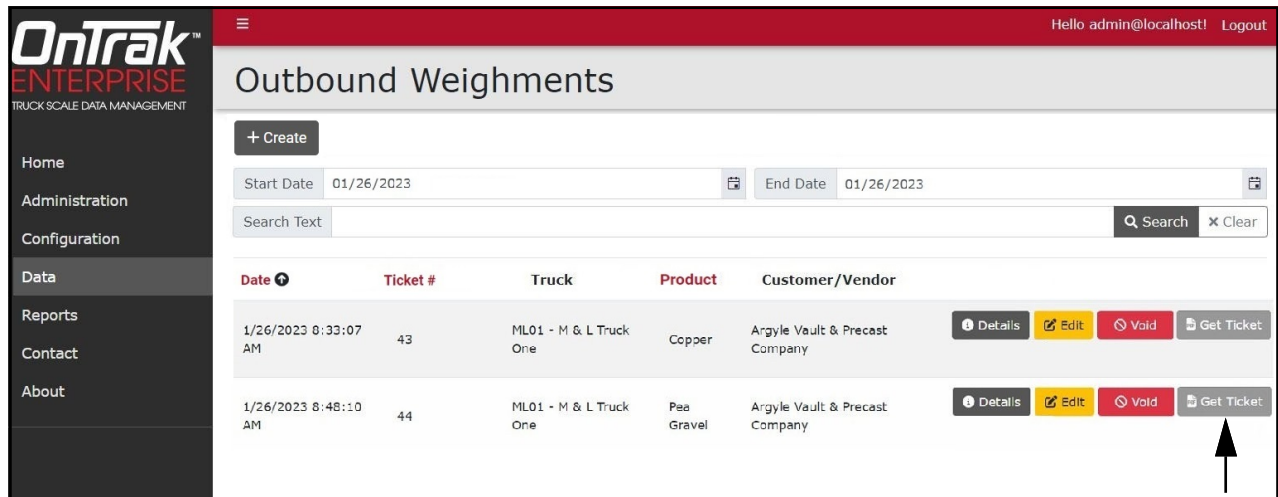 OnTrak™
ENTERPRISE
TRUCK SCALE DATA MANAGEMENT
Home
Administration
Configuration
Data
Reports
Contact
About
Hello admin@localhost! Logout
Outbound Weighments
+ Create
Start Date 01/26/2023 End Date 01/26/2023
Search Text Search × Clear
Date Ticket # Truck Product Customer/Vendor
1/26/2023 8:33:07 AM 43 ML01 - M & L Truck One Copper Argyle Vault & Precast Company Details Edit Void Get Ticket
1/26/2023 8:48:10 AM 44 ML01 - M & L Truck One Pea Gravel Argyle Vault & Precast Company Details Edit Void Get Ticket